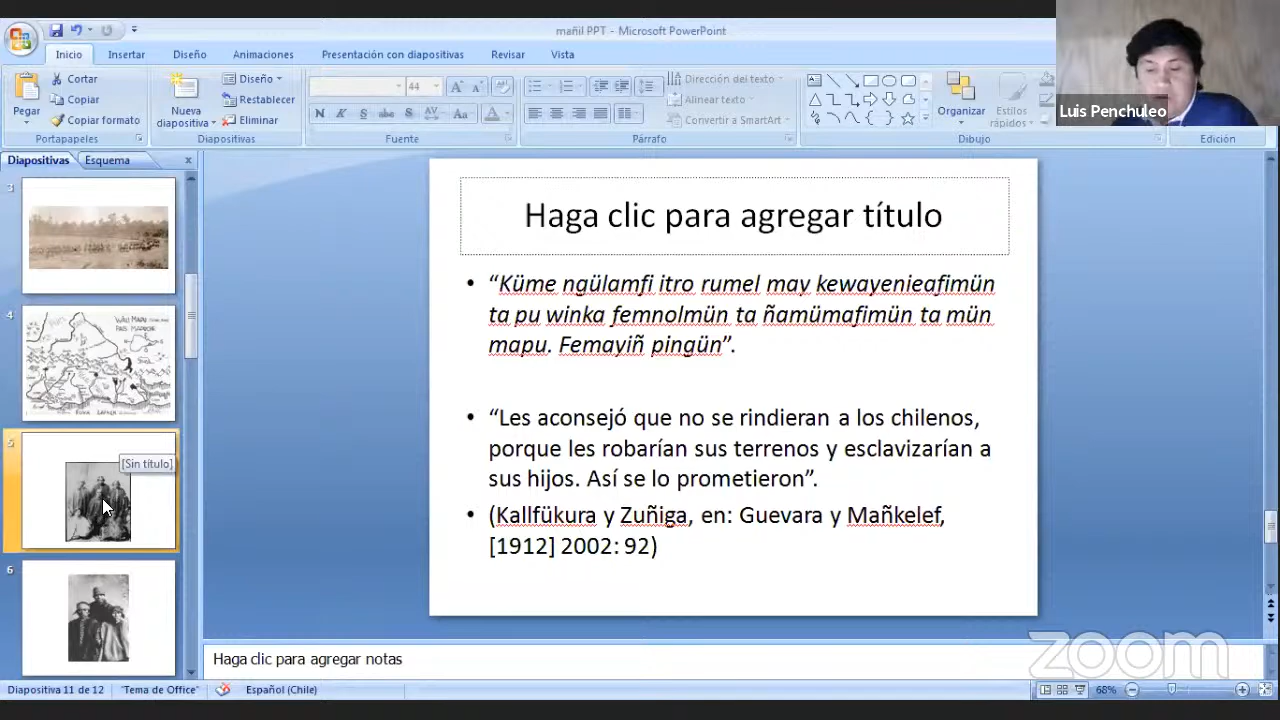 mañil PPT - Microsoft PowerPoint
Inicio
Insertar
Diseño
Animaciones
Presentación con diapositivas
Revisar
Vista
Pegar
Cortar
Copiar
Copiar formato
Portapapeles
Nueva
diapositiva
Diseño
Restablecer
Eliminar
Diapositivas
44
Fuente
Párrafo
Dirección del texto
Alinear texto
Convertir a SmartArt
Organizar
Estilos
rápidos
Dibujo
Edición
Luis Penchuleo
Diapositivas
Esquema
3
4
5
[Sin título]
6
Haga clic para agregar título
• “Küme ngülamfi itro rumel may kewayenieafimün
ta pu winka femnolmün ta ñamümafimün ta mün
mapu. Femayiñ pingün”.
• “Les aconsejó que no se rindieran a los chilenos,
porque les robarían sus terrenos y esclavizarían a
sus hijos. Así se lo prometieron”.
• (Kallfükura y Zuñiga, en: Guevara y Mañkelef,
[1912] 2002: 92)
Haga clic para agregar notas
zoom
Diapositiva 11 de 12
"Tema de Office"
Español (Chile)
68%